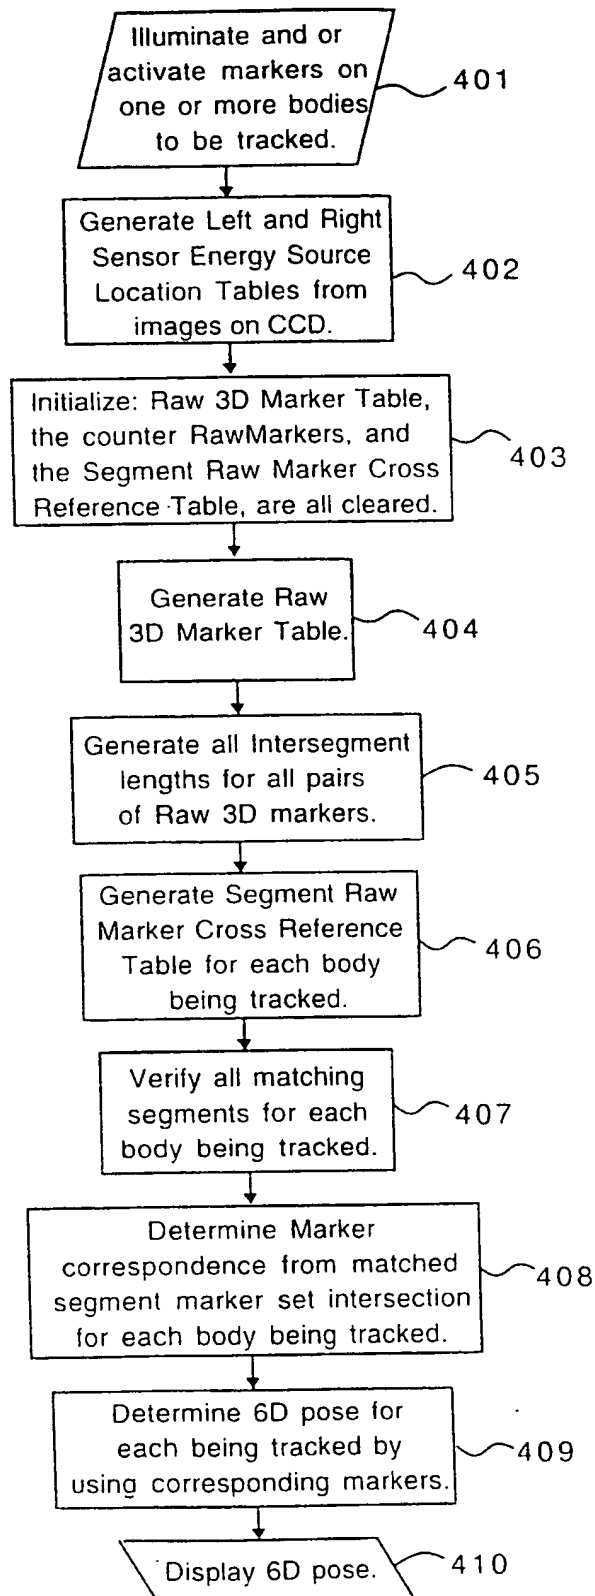 Illuminate and or
activate markers on
one or more bodies
to be tracked.
401
Generate Left and Right
Sensor Energy Source
Location Tables from
images on CCD.
402
Initialize: Raw 3D Marker Table,
the counter RawMarkers, and
the Segment Raw Marker Cross
Reference Table, are all cleared.
403
Generate Raw
3D Marker Table.
404
Generate all Intersegment
lengths for all pairs
of Raw 3D markers.
405
Generate Segment Raw
Marker Cross Reference
Table for each body
being tracked.
406
Verify all matching
segments for each
body being tracked.
407
Determine Marker
correspondence from matched
segment marker set intersection
for each body being tracked.
408
Determine 6D pose for
each being tracked by
using corresponding markers.
409
Display 6D pose.
410